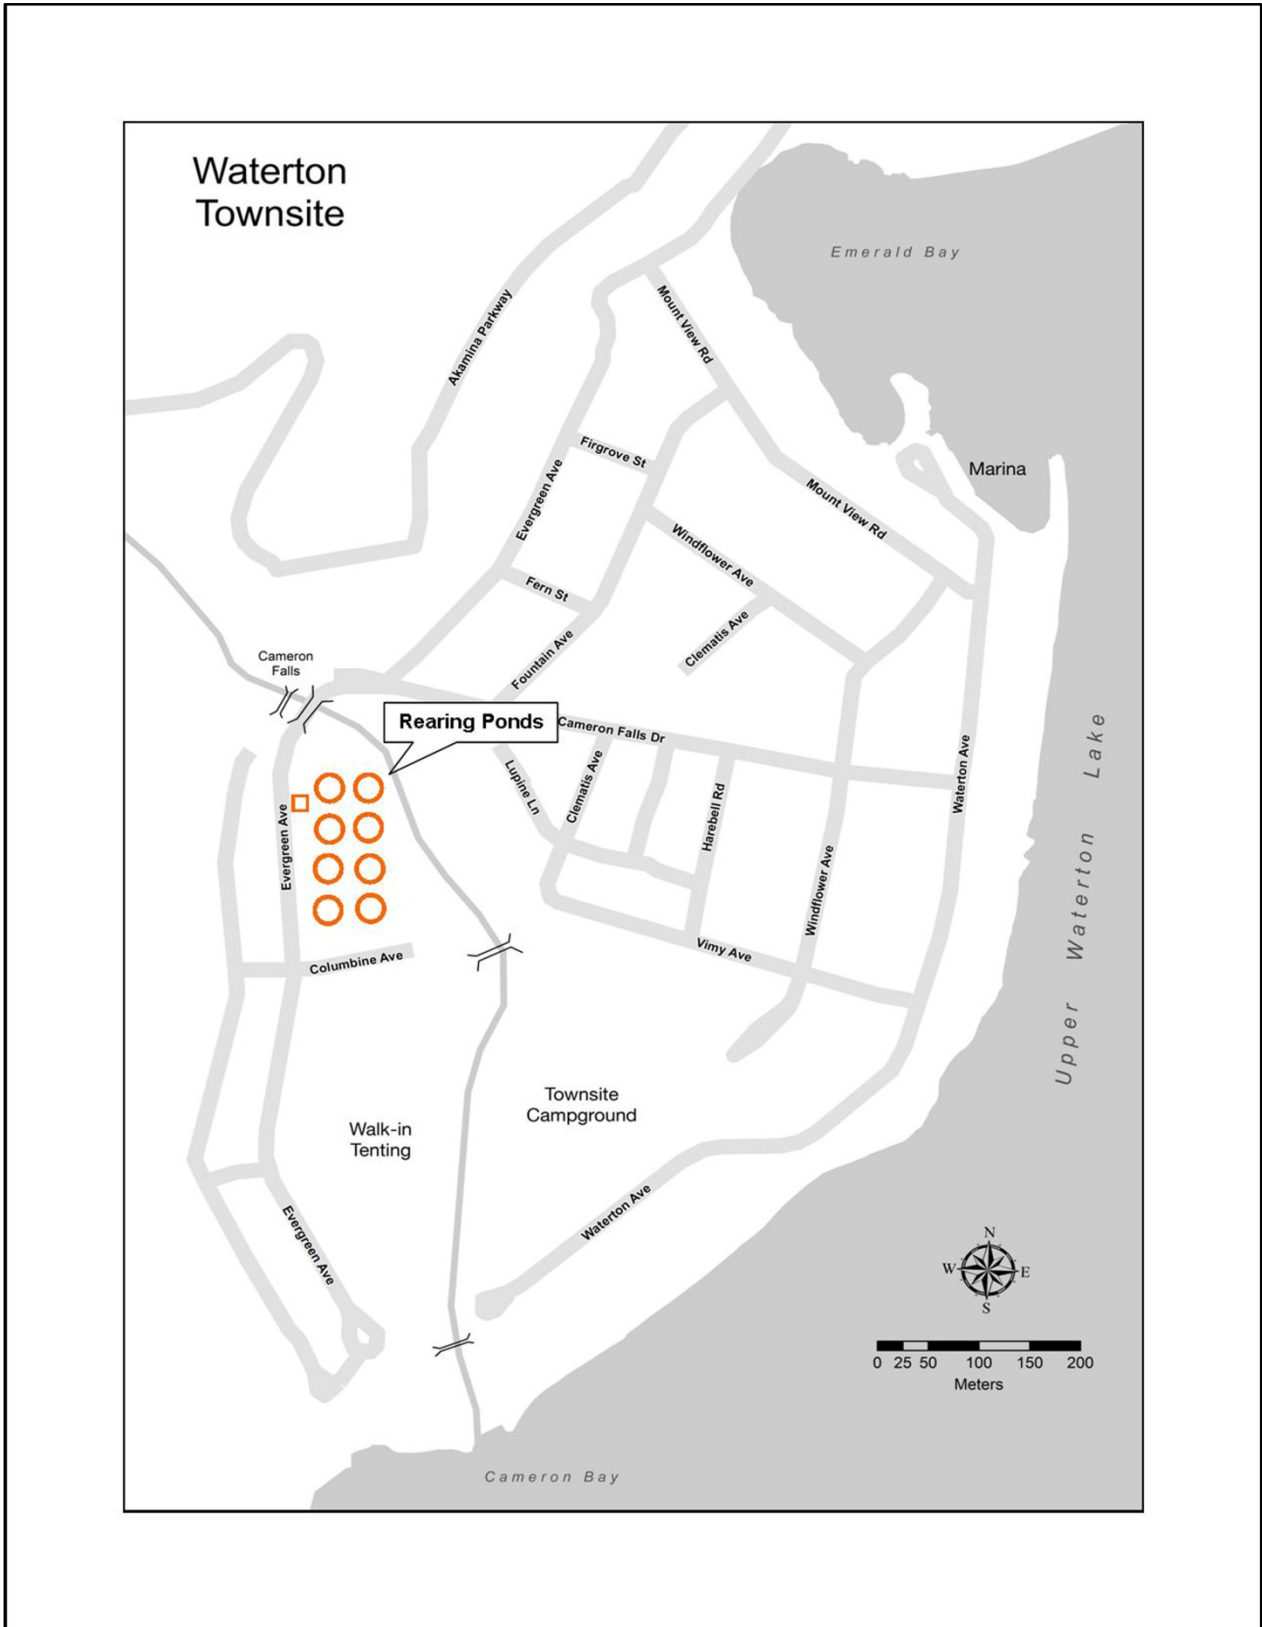 Waterton
Townsite
Emerald Bay
Akamina Parkway
Mount View Rd
Firgrove St
Marina
Evergreen Ave
Mount View Rd
Windflower Ave
Fern St
Clematis Ave
Fountain Ave
Cameron
Falls
Rearing Ponds
Cameron Falls Dr
Lupine Ln
Clematis Ave
Harebell Rd
Waterton Ave
Upper Waterton Lake
Evergreen Ave
Windflower Ave
Vimy Ave
Columbine Ave
Townsite
Campground
Walk-in
Tenting
Waterton Ave
Evergreen Ave
N
W
E
S
0 25 50 100 150 200
Meters
Cameron Bay